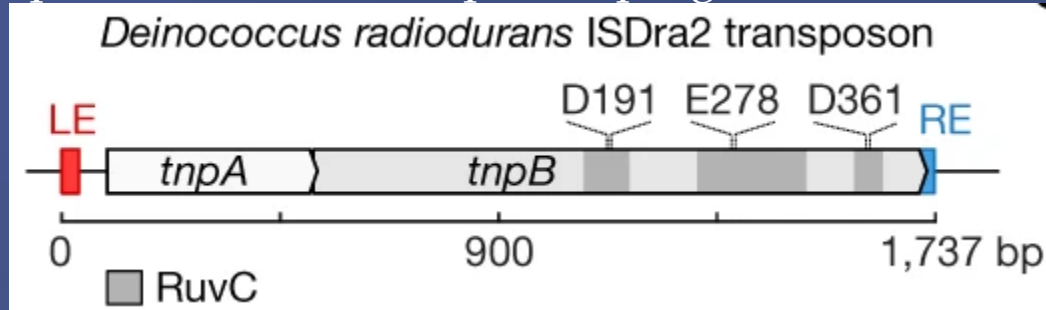 Deinococcus radiodurans ISDra2 transposon
D191 E278 D361
LE RE
tnpA tnpB
0 900 1,737 bp
RuvC